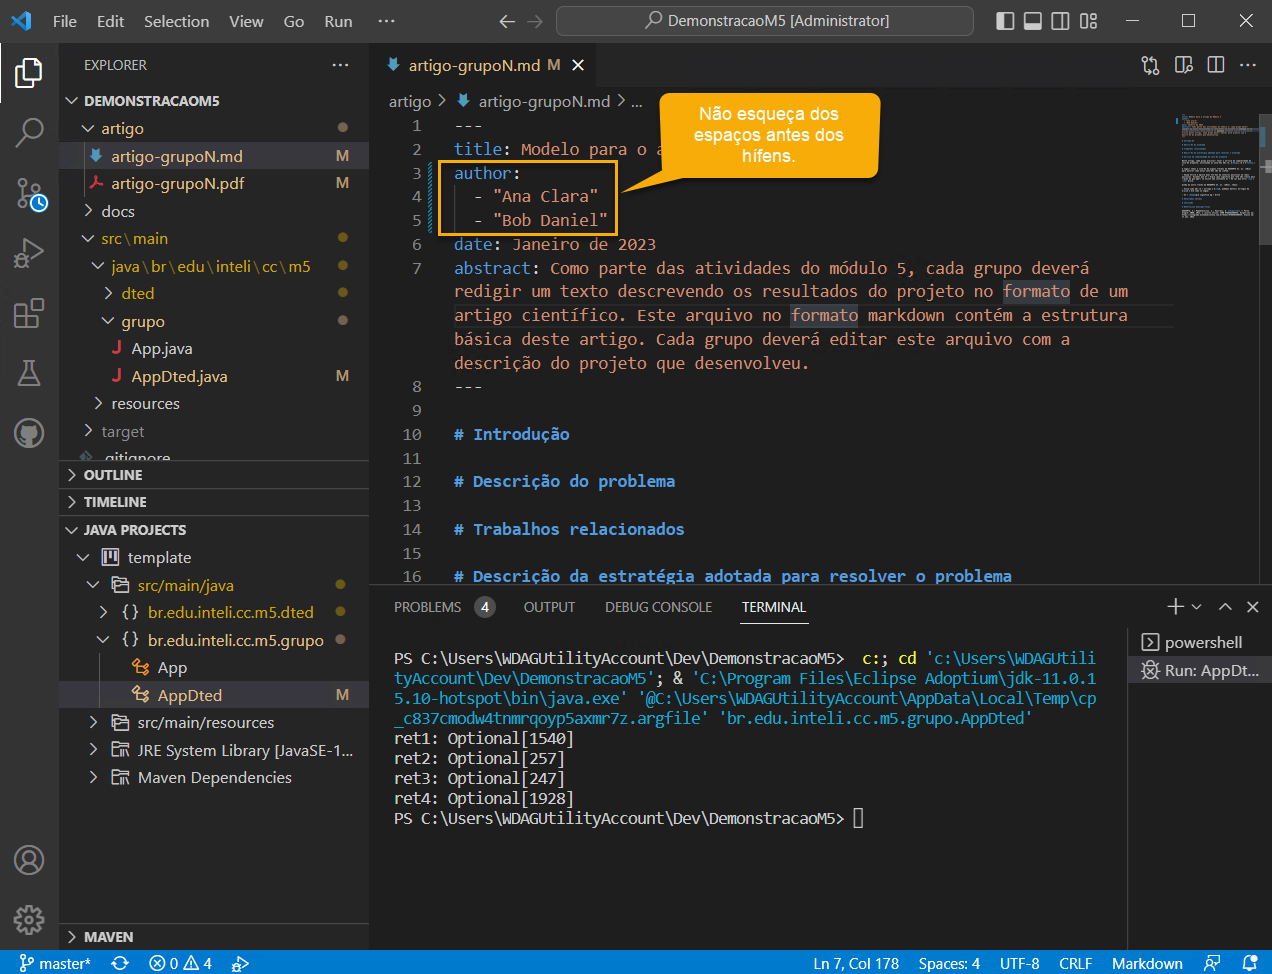 File Edit Selection View Go Run ···
DemonstracaoM5 [Administrator]
EXPLORER
DEMONSTRACAOM5
artigo
artigo-grupoN.md M
artigo-grupoN.pdf M
docs
src\main
java\br\edu\inteli\cc\m5
dted
grupo
App.java
AppDted.java M
resources
target
.gitignore
OUTLINE
TIMELINE
JAVA PROJECTS
template
src/main/java
br.edu.inteli.cc.m5.dted
br.edu.inteli.cc.m5.grupo
App
AppDted M
src/main/resources
JRE System Library [JavaSE-1...
Maven Dependencies
MAVEN
artigo-grupoN.md M
artigo > artigo-grupoN.md > ...
Não esqueça dos
espaços antes dos
hífens.
1 ---
2 title: Modelo para o a
3 author:
4 - "Ana Clara"
5 - "Bob Daniel"
6 date: Janeiro de 2023
7 abstract: Como parte das atividades do módulo 5, cada grupo deverá
redigir um texto descrevendo os resultados do projeto no formato de um
artigo científico. Este arquivo no formato markdown contém a estrutura
básica deste artigo. Cada grupo deverá editar este arquivo com a
descrição do projeto que desenvolveu.
8 ---
9
10 # Introdução
11
12 # Descrição do problema
13
14 # Trabalhos relacionados
15
16 # Descrição da estratégia adotada para resolver o problema
PROBLEMS 4 OUTPUT DEBUG CONSOLE TERMINAL
PS C:\Users\WDAGUtilityAccount\Dev\DemonstracaoM5>  c:; cd 'c:\Users\WDAGUtili
tyAccount\Dev\DemonstracaoM5'; & 'C:\Program Files\Eclipse Adoptium\jdk-11.0.1
5.10-hotspot\bin\java.exe' '@C:\Users\WDAGUtilityAccount\AppData\Local\Temp\cp
_c837cmodw4tnmrqoyp5axmr7z.argfile' 'br.edu.inteli.cc.m5.grupo.AppDted'
ret1: Optional[1540]
ret2: Optional[257]
ret3: Optional[247]
ret4: Optional[1928]
PS C:\Users\WDAGUtilityAccount\Dev\DemonstracaoM5>
powershell
Run: AppDt...
master* 0 4 Ln 7, Col 178 Spaces: 4 UTF-8 CRLF Markdown